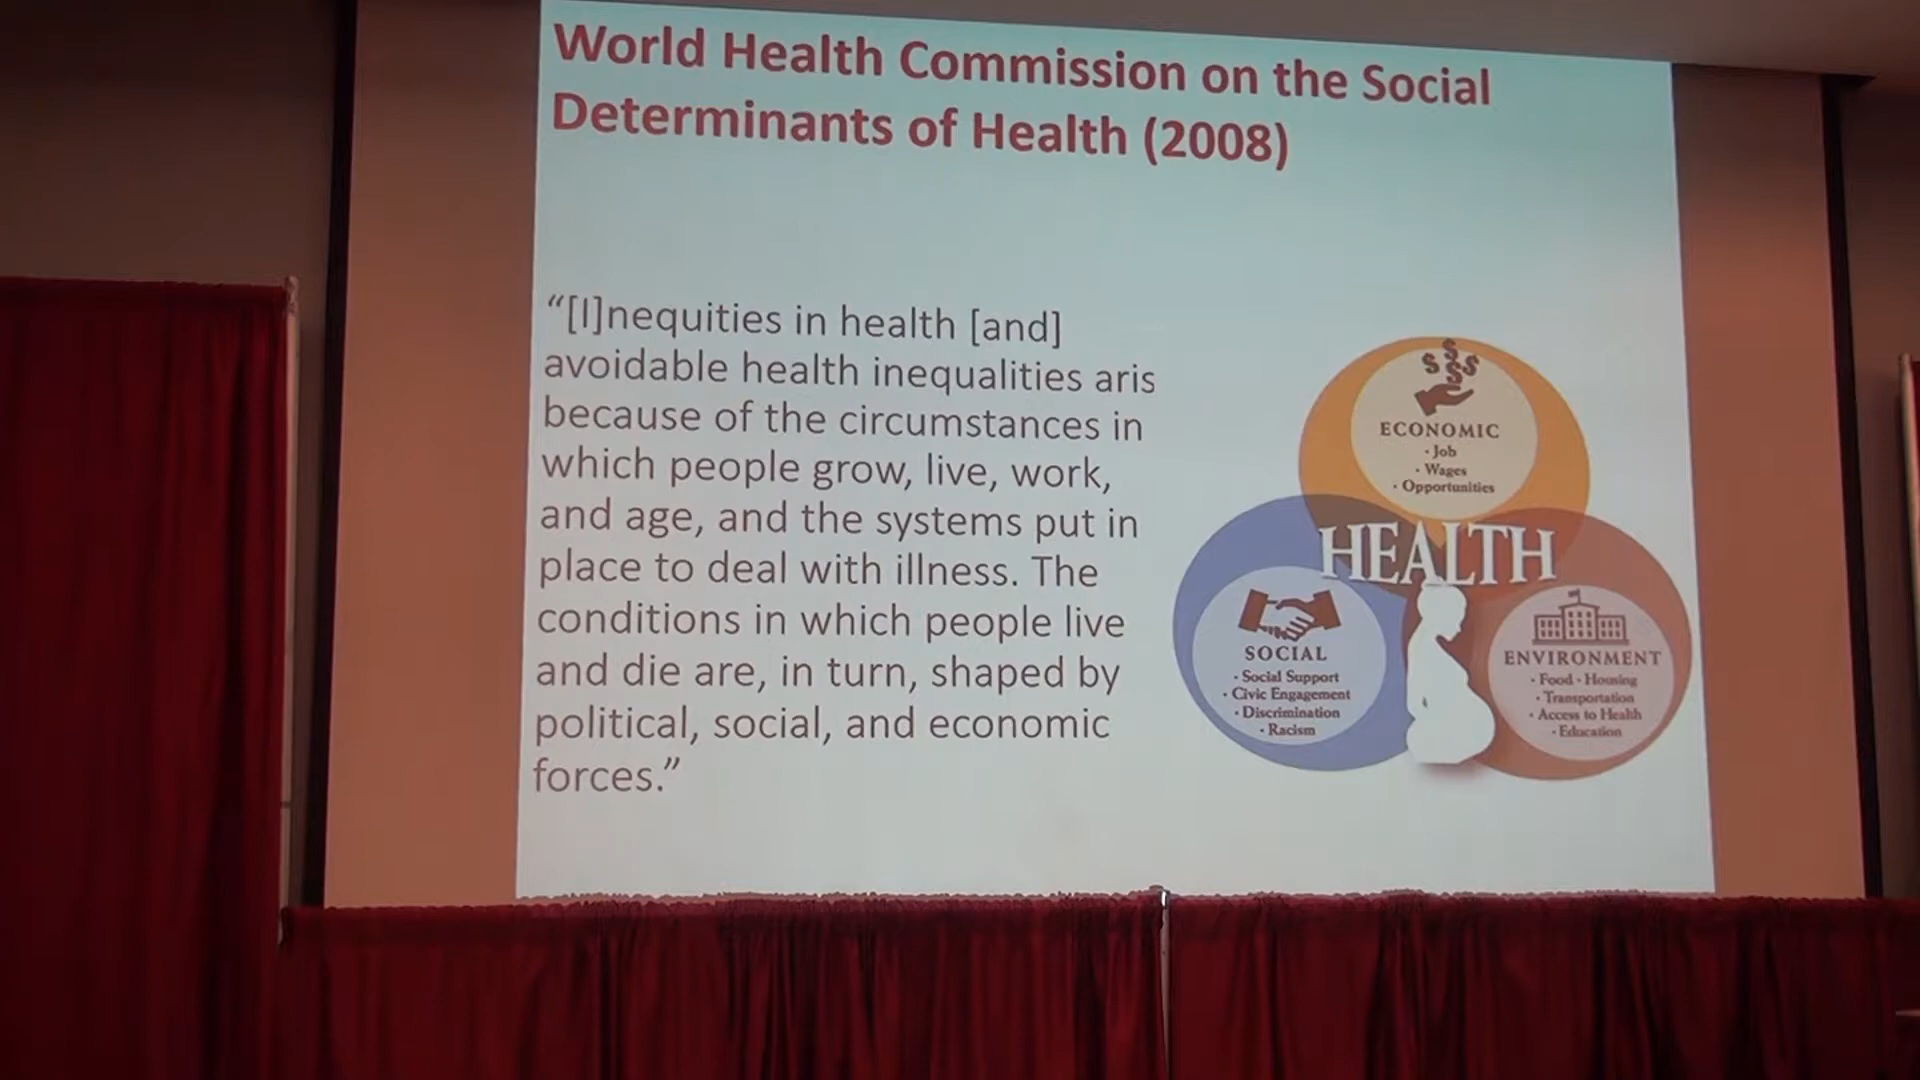 World Health Commission on the Social
Determinants of Health (2008)
“[I]nequities in health [and]
avoidable health inequalities aris
because of the circumstances in
which people grow, live, work,
and age, and the systems put in
place to deal with illness. The
conditions in which people live
and die are, in turn, shaped by
political, social, and economic
forces.”
$ $ $ $ $
ECONOMIC
· Job
· Wages
· Opportunities
HEALTH
SOCIAL
· Social Support
· Civic Engagement
· Discrimination
· Racism
ENVIRONMENT
· Food · Housing
· Transportation
· Access to Health
· Education